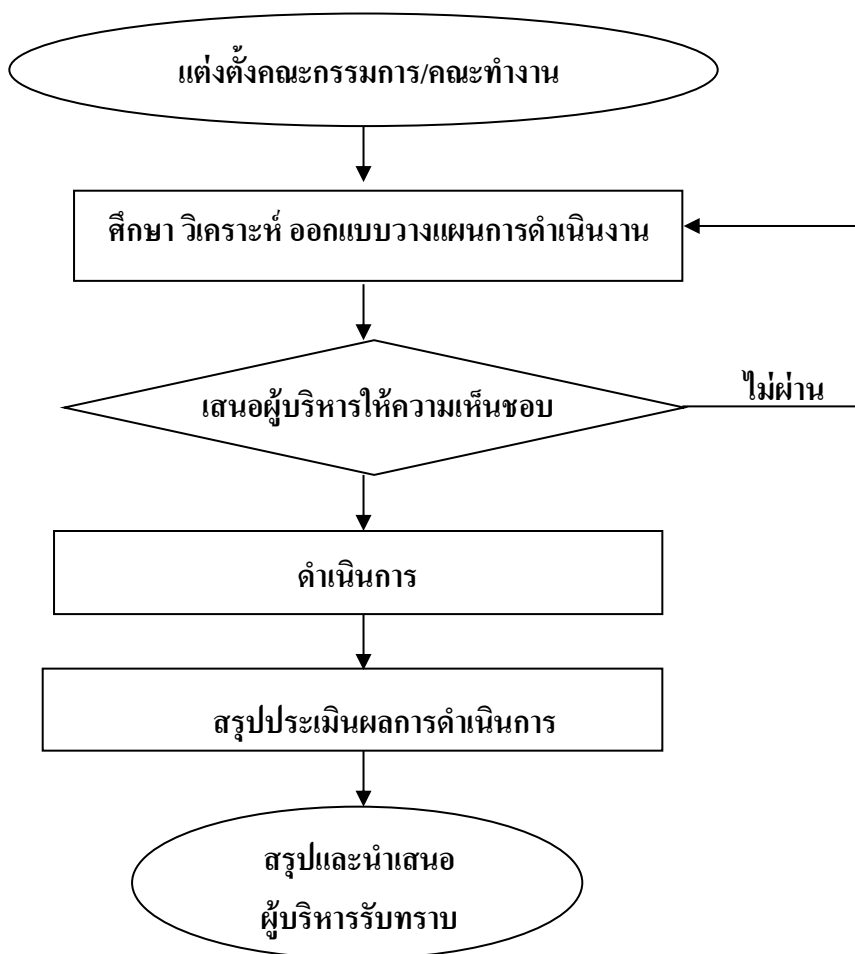 แต่งตั้งคณะกรรมการ/คณะทำงาน
ศึกษา วิเคราะห์ ออกแบบวางแผนการดำเนินงาน
เสนอผู้บริหารให้ความเห็นชอบ
ไม่ผ่าน
ดำเนินการ
สรุปประเมินผลการดำเนินการ
สรุปและนำเสนอ
ผู้บริหารรับทราบ